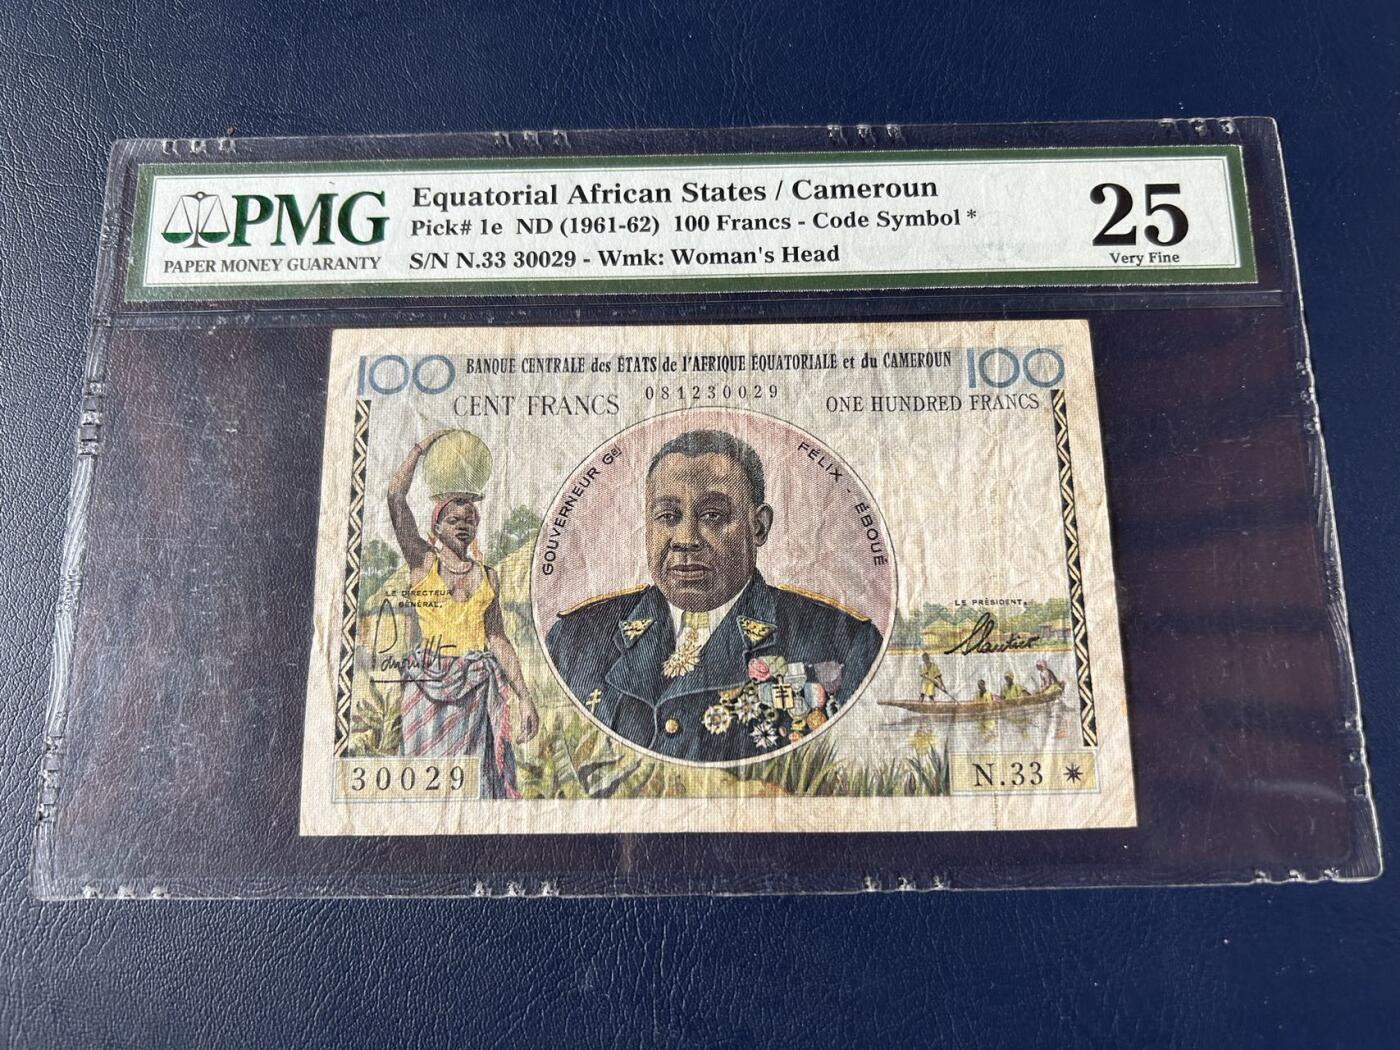 PMG
PAPER MONEY GUARANTY
Equatorial African States / Cameroun
Pick# 1e ND (1961-62) 100 Francs - Code Symbol *
S/N N.33 30029 - Wmk: Woman's Head
25
Very Fine
100 BANQUE CENTRALE des ÉTATS de l'AFRIQUE ÉQUATORIALE et du CAMEROUN 100
081230029
CENT FRANCS
ONE HUNDRED FRANCS
GOUVERNEUR Gal FÉLIX - ÉBOUÉ
LE DIRECTEUR
GÉNÉRAL,
LE PRÉSIDENT,
30029
N.33 *